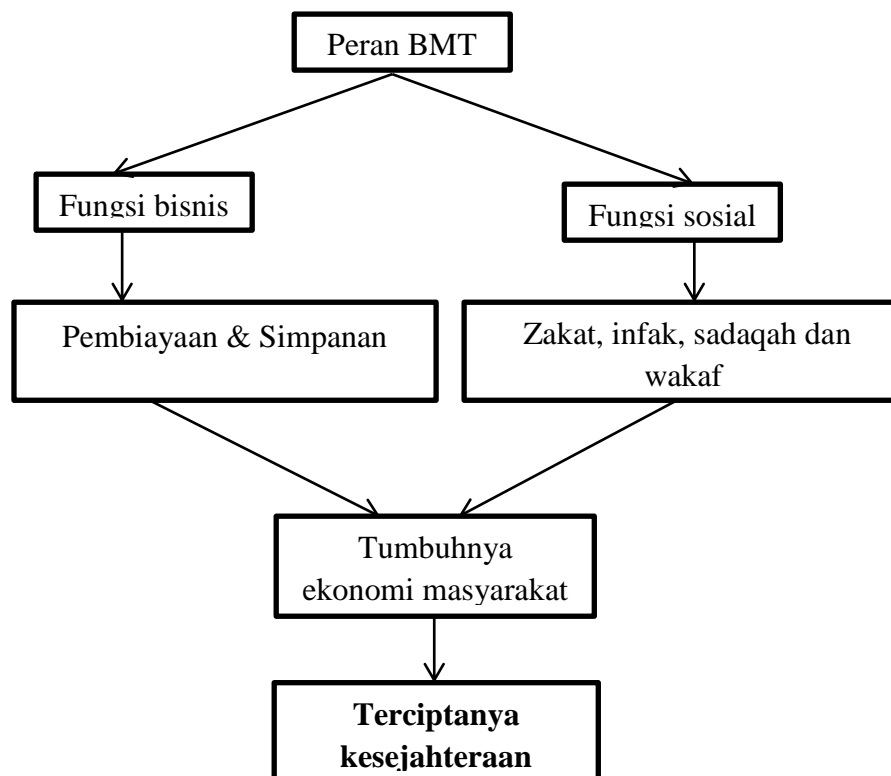 Peran BMT
Fungsi bisnis
Fungsi sosial
Pembiayaan & Simpanan
Zakat, infak, sadaqah dan
wakaf
Tumbuhnya
ekonomi masyarakat
Terciptanya
kesejahteraan